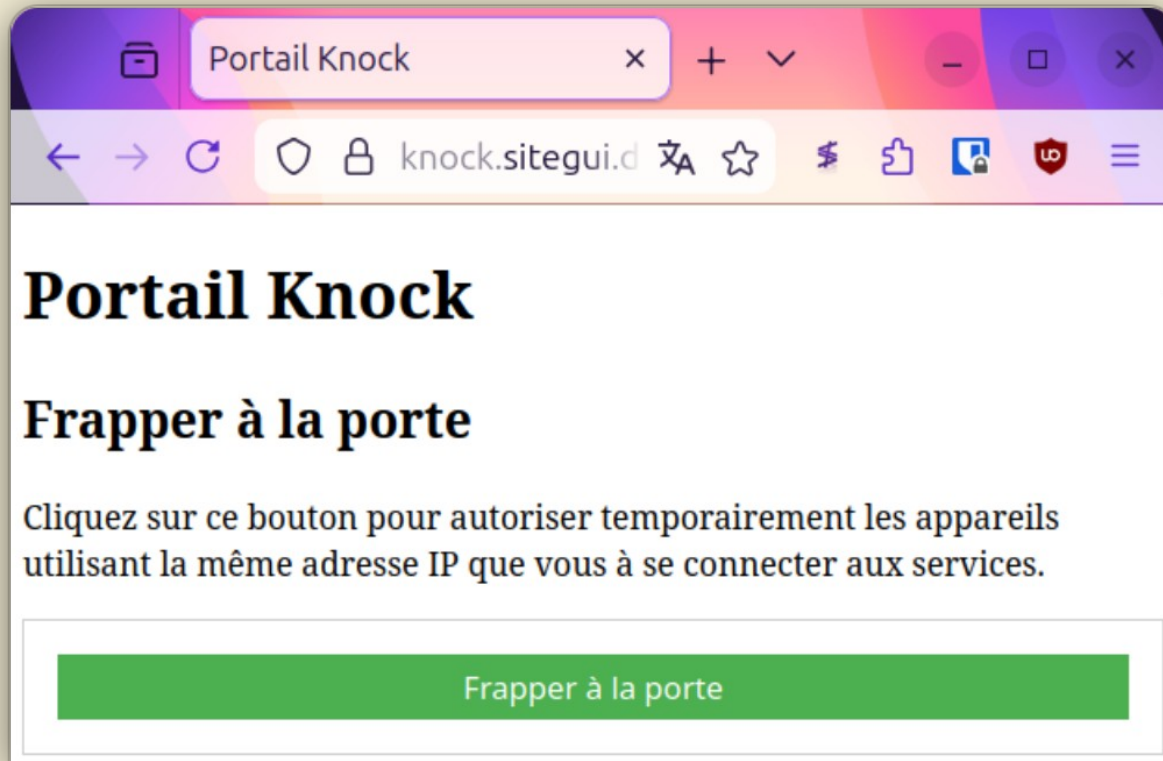 Portail Knock
knock.sitegui.d
Portail Knock
Frapper à la porte
Cliquez sur ce bouton pour autoriser temporairement les appareils
utilisant la même adresse IP que vous à se connecter aux services.
Frapper à la porte